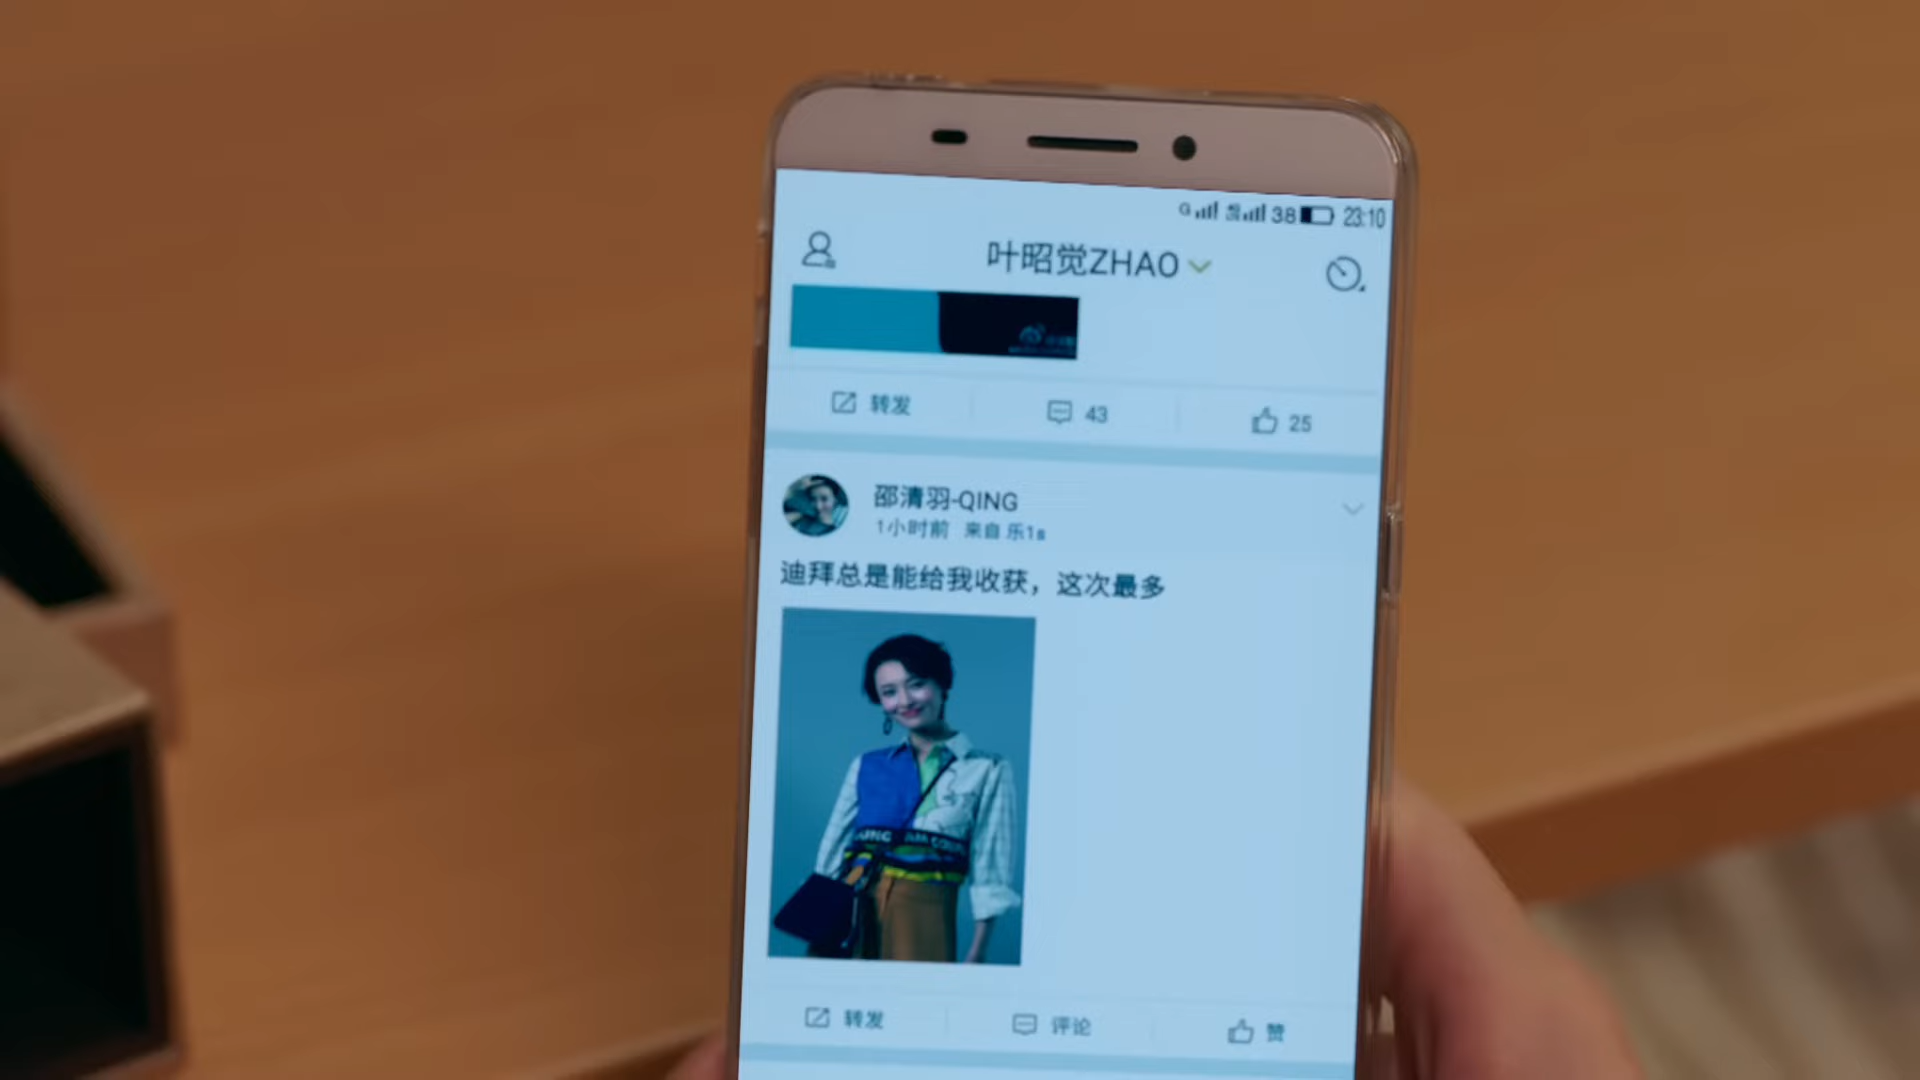 38 23:10
叶昭觉ZHAO
转发 43 25
邵清羽-QING
1小时前 来自 乐1s
迪拜总是能给我收获，这次最多
转发 评论 赞